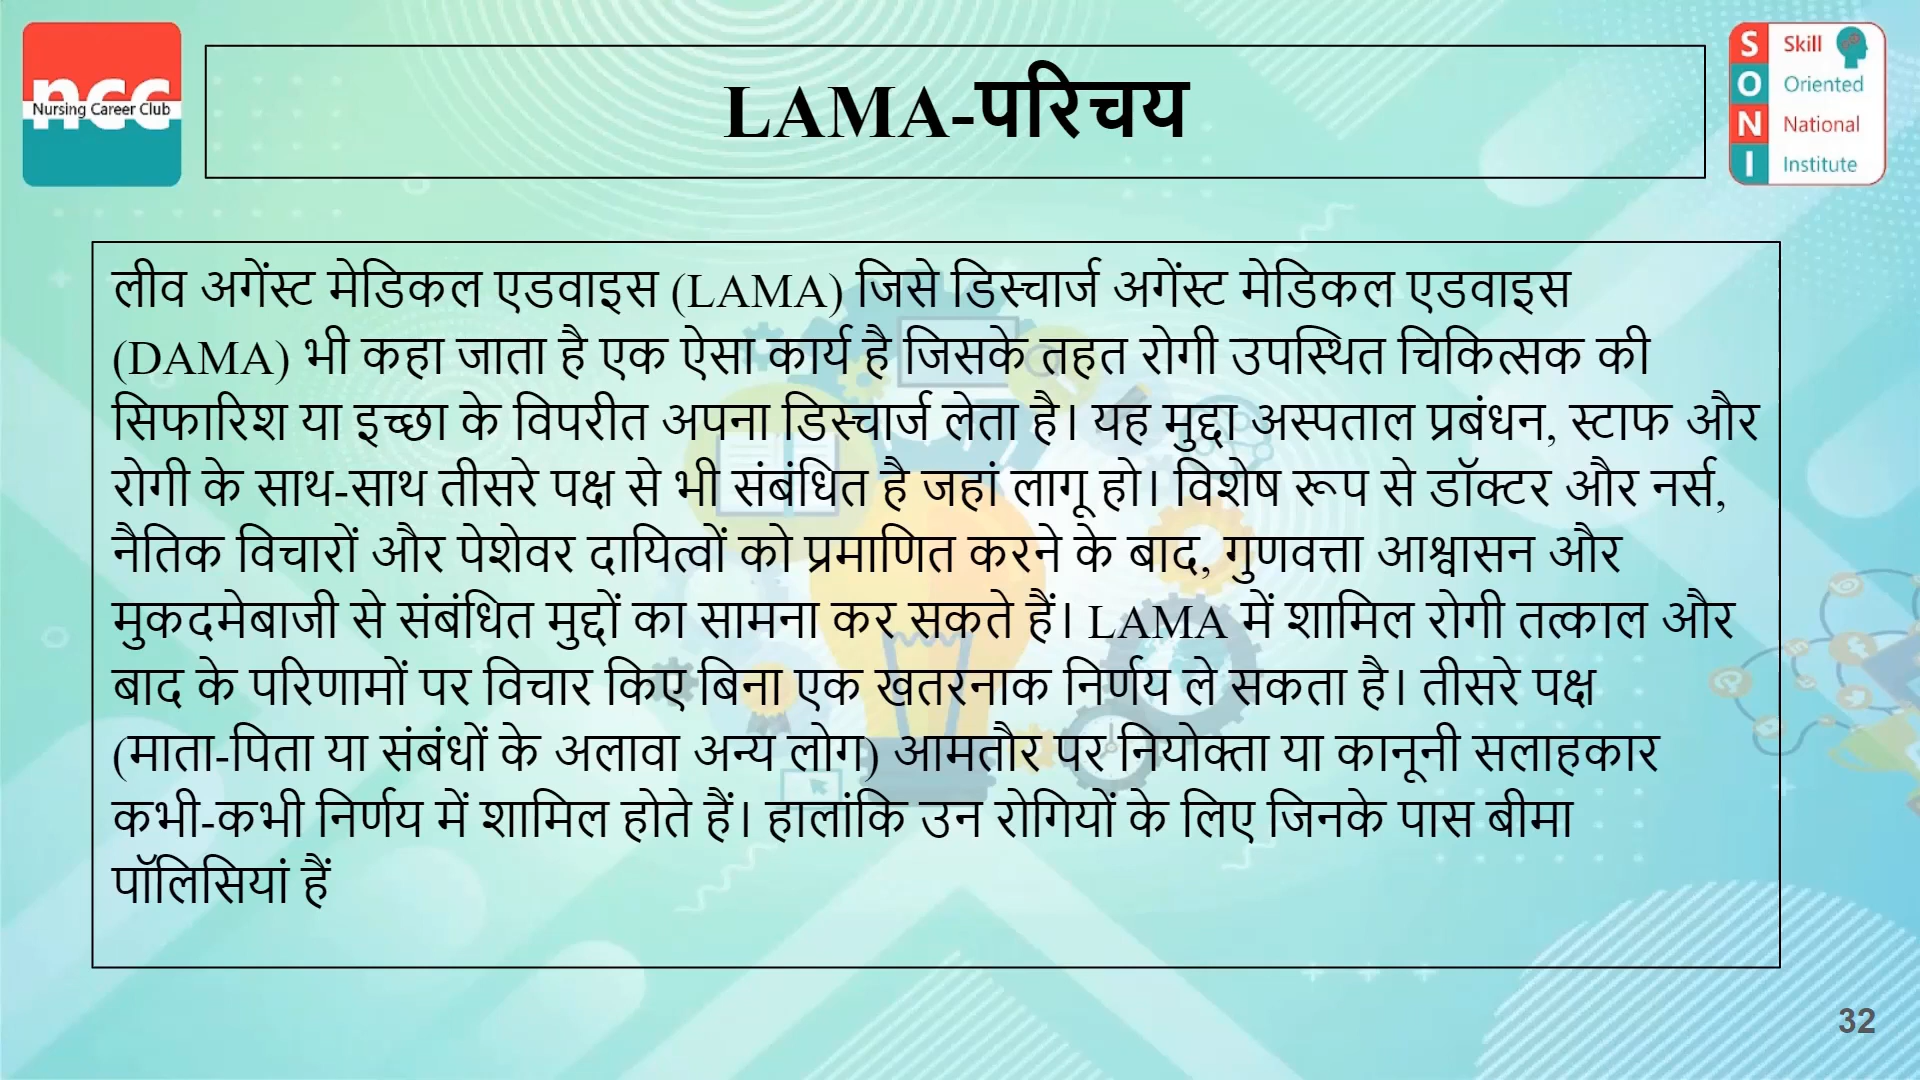 ncc
Nursing Career Club
LAMA-परिचय
S Skill
O Oriented
N National
I Institute
लीव अगेंस्ट मेडिकल एडवाइस (LAMA) जिसे डिस्चार्ज अगेंस्ट मेडिकल एडवाइस
(DAMA) भी कहा जाता है एक ऐसा कार्य है जिसके तहत रोगी उपस्थित चिकित्सक की
सिफारिश या इच्छा के विपरीत अपना डिस्चार्ज लेता है। यह मुद्दा अस्पताल प्रबंधन, स्टाफ और
रोगी के साथ-साथ तीसरे पक्ष से भी संबंधित है जहां लागू हो। विशेष रूप से डॉक्टर और नर्स,
नैतिक विचारों और पेशेवर दायित्वों को प्रमाणित करने के बाद, गुणवत्ता आश्वासन और
मुकदमेबाजी से संबंधित मुद्दों का सामना कर सकते हैं। LAMA में शामिल रोगी तत्काल और
बाद के परिणामों पर विचार किए बिना एक खतरनाक निर्णय ले सकता है। तीसरे पक्ष
(माता-पिता या संबंधों के अलावा अन्य लोग) आमतौर पर नियोक्ता या कानूनी सलाहकार
कभी-कभी निर्णय में शामिल होते हैं। हालांकि उन रोगियों के लिए जिनके पास बीमा
पॉलिसियां हैं
32